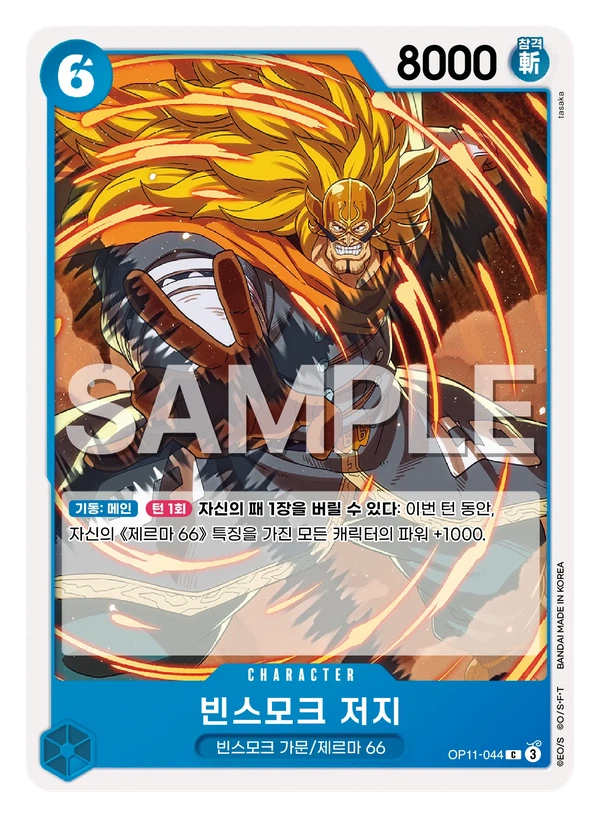 6
8000
참격
斬
tasaka
SAMPLE
기동: 메인 턴 1회 자신의 패 1장을 버릴 수 있다: 이번 턴 동안,
자신의 《제르마 66》 특징을 가진 모든 캐릭터의 파워 +1000.
CHARACTER
빈스모크 저지
빈스모크 가문/제르마 66
OP11-044 C 3
©EO/S ©O/S·F·T BANDAI MADE IN KOREA